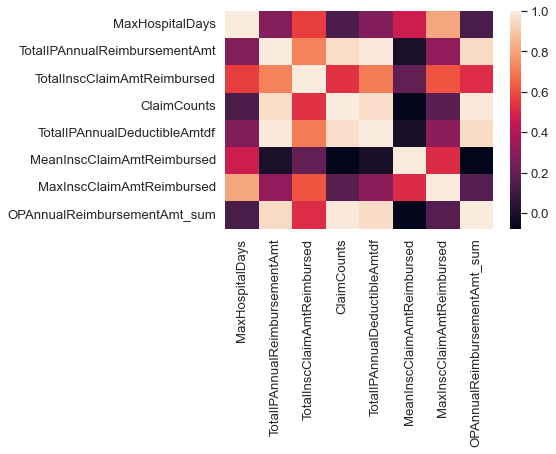 MaxHospitalDays
TotalIPAnnualReimbursementAmt
TotalInscClaimAmtReimbursed
ClaimCounts
TotalIPAnnualDeductibleAmtdf
MeanInscClaimAmtReimbursed
MaxInscClaimAmtReimbursed
OPAnnualReimbursementAmt_sum
MaxHospitalDays
TotalIPAnnualReimbursementAmt
TotalInscClaimAmtReimbursed
ClaimCounts
TotalIPAnnualDeductibleAmtdf
MeanInscClaimAmtReimbursed
MaxInscClaimAmtReimbursed
OPAnnualReimbursementAmt_sum
1.0
0.8
0.6
0.4
0.2
0.0